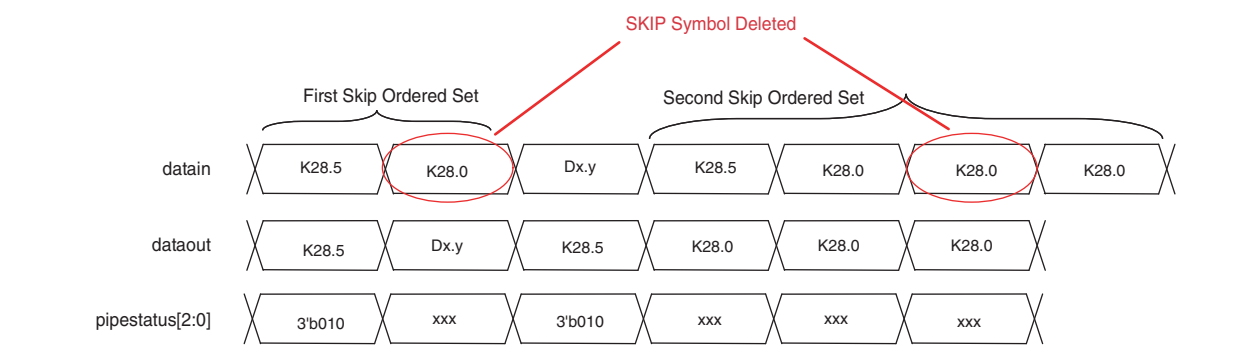 SKIP Symbol Deleted
First Skip Ordered Set Second Skip Ordered Set
datain K28.5 K28.0 Dx.y K28.5 K28.0 K28.0 K28.0
dataout K28.5 Dx.y K28.5 K28.0 K28.0 K28.0
pipestatus[2:0] 3'b010 xxx 3'b010 xxx xxx xxx